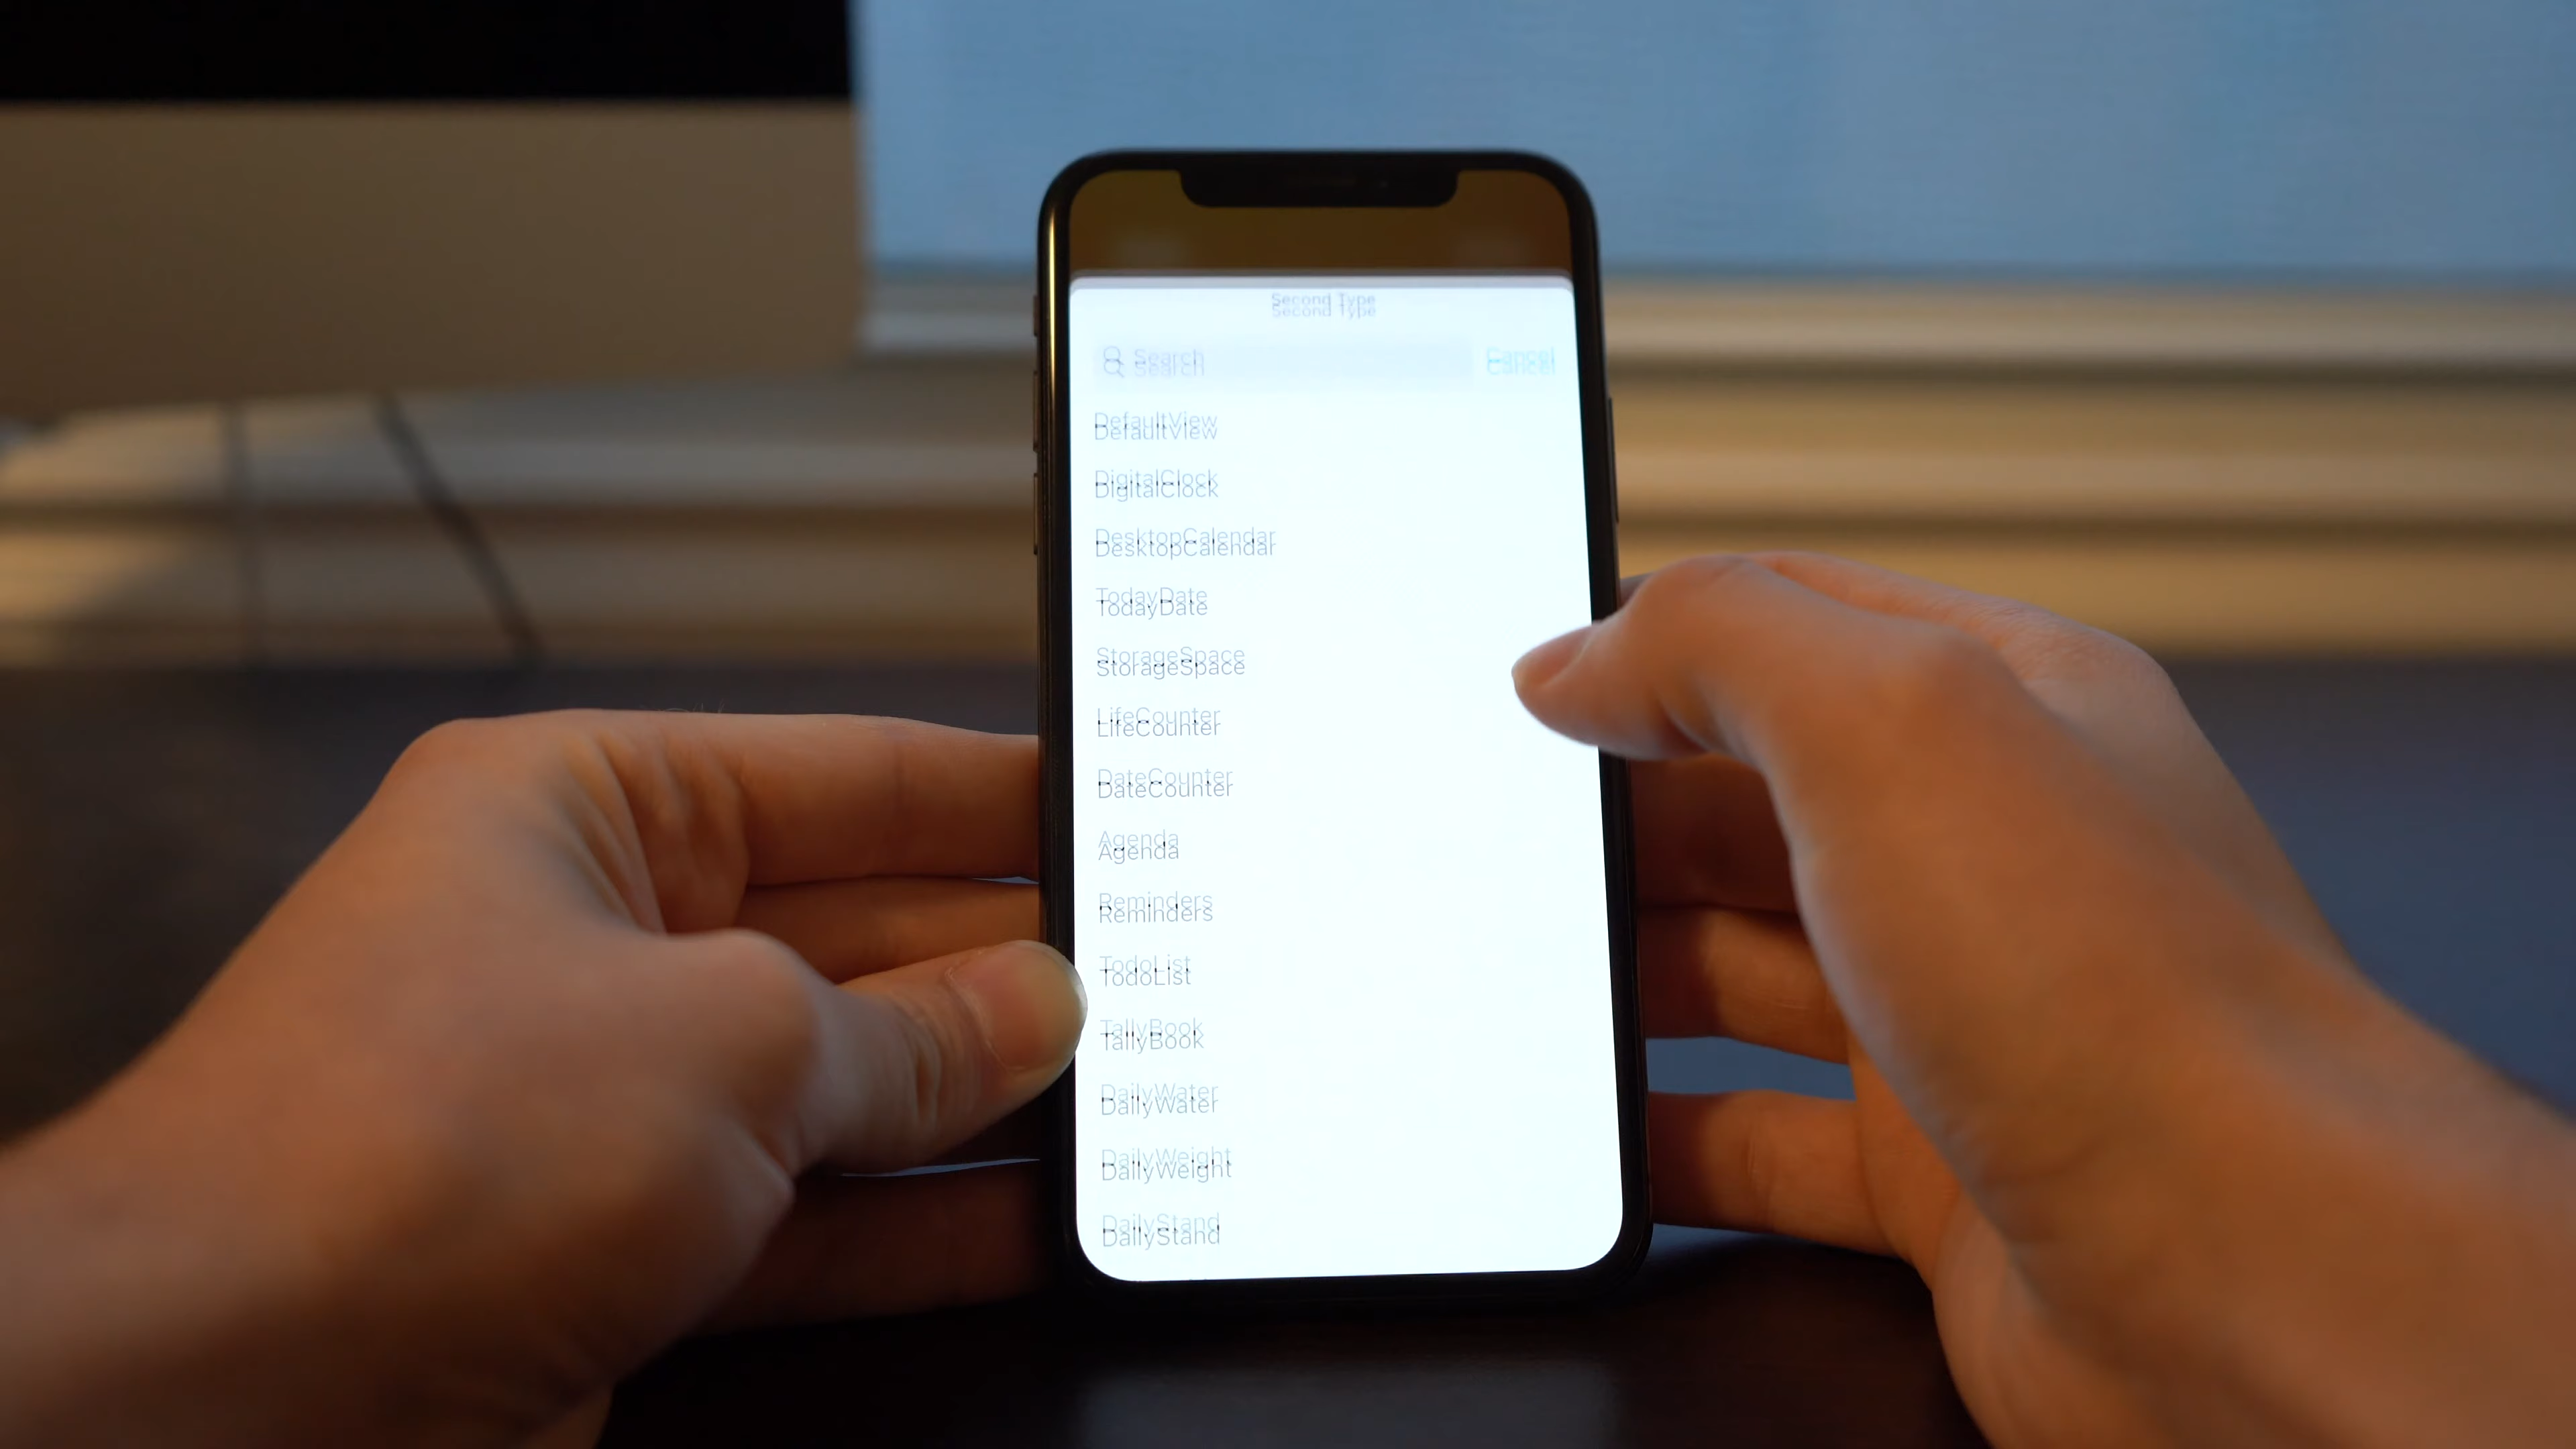 Second Type
Search
Cancel
DefaultView
DigitalClock
DesktopCalendar
TodayDate
StorageSpace
LifeCounter
DateCounter
Agenda
Reminders
TodoList
TallyBook
DailyWater
DailyWeight
DailyStand